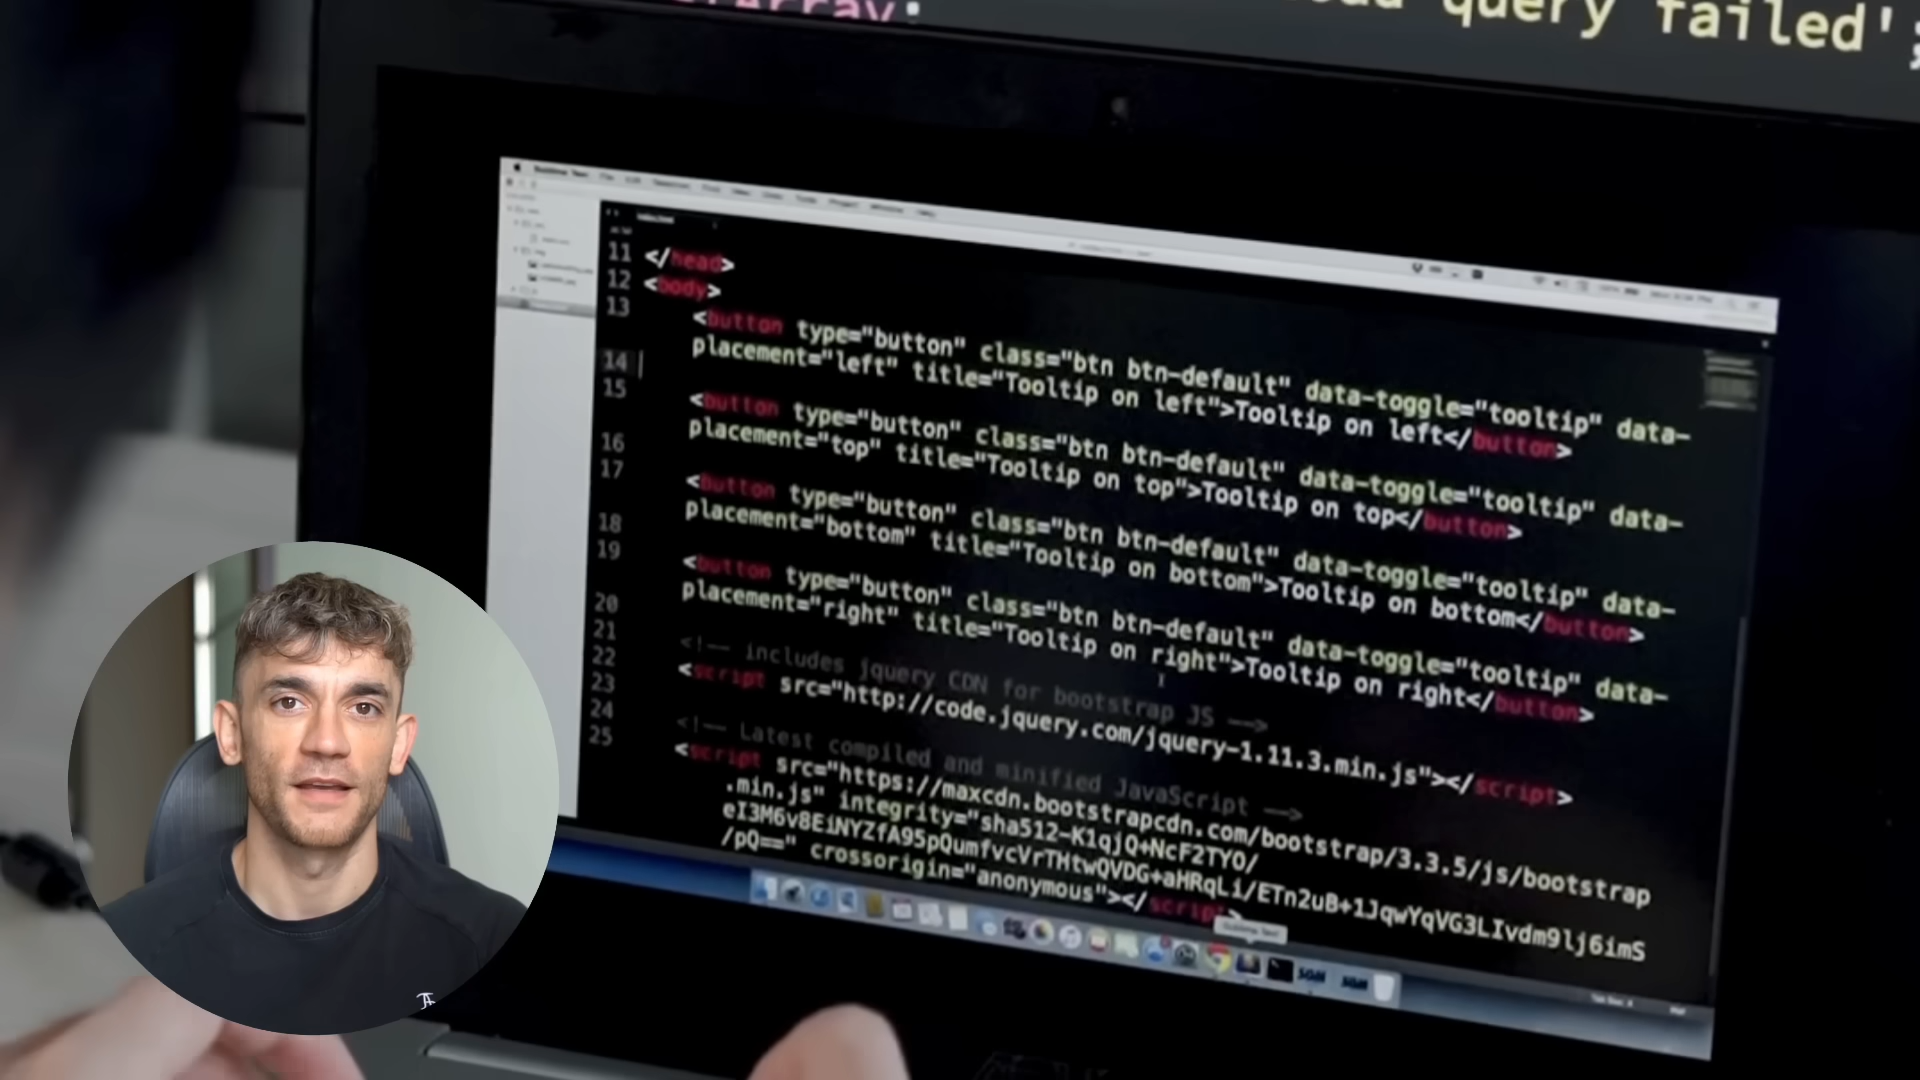 query failed';
Sublime Text
11 </head>
12 <body>
13
<button type="button" class="btn btn-default" data-toggle="tooltip" data-
14 placement="left" title="Tooltip on left">Tooltip on left</button>
15
<button type="button" class="btn btn-default" data-toggle="tooltip" data-
16 placement="top" title="Tooltip on top">Tooltip on top</button>
17
<button type="button" class="btn btn-default" data-toggle="tooltip" data-
18 placement="bottom" title="Tooltip on bottom">Tooltip on bottom</button>
19
<button type="button" class="btn btn-default" data-toggle="tooltip" data-
20 placement="right" title="Tooltip on right">Tooltip on right</button>
21 <!-- includes jquery CDN for bootstrap JS -->
22 <script src="http://code.jquery.com/jquery-1.11.3.min.js"></script>
23
24 <!-- Latest compiled and minified JavaScript -->
25 <script src="https://maxcdn.bootstrapcdn.com/bootstrap/3.3.5/js/bootstrap
.min.js" integrity="sha512-K1qjQ+NcF2TYO/
eI3M6v8EiNYZfA95pQumfvcVrTHtwQVDG+aHRqLi/ETn2uB+1JqwYqVG3LIvdm9lj6imS
/pQ==" crossorigin="anonymous"></script>